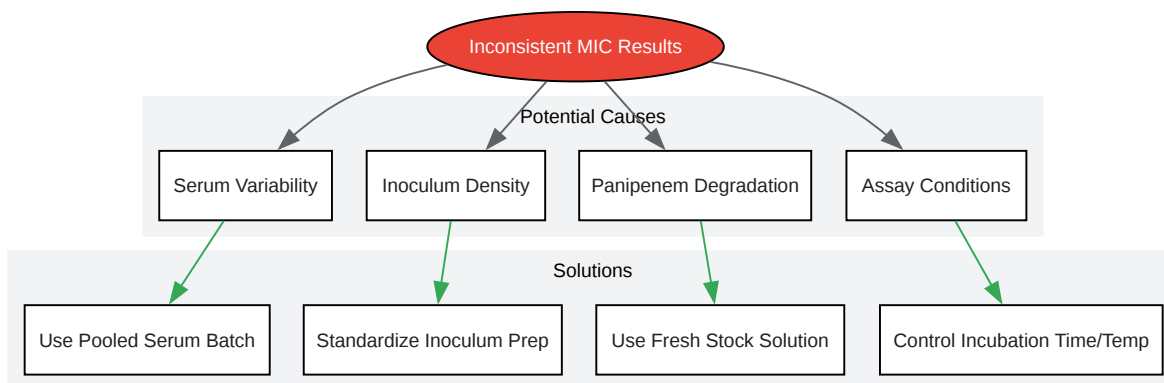 Inconsistent MIC Results
Potential Causes
Serum Variability
Inoculum Density
Panipenem Degradation
Assay Conditions
Solutions
Use Pooled Serum Batch
Standardize Inoculum Prep
Use Fresh Stock Solution
Control Incubation Time/Temp